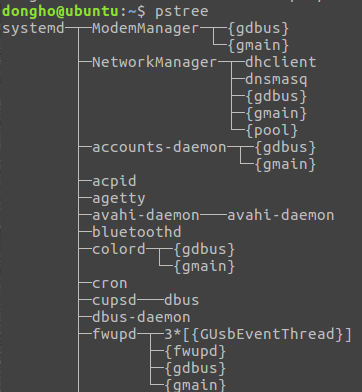 dongho@ubuntu:~$ pstree
systemd─┬─ModemManager─┬─{gdbus}
        │              └─{gmain}
        ├─NetworkManager─┬─dhclient
        │                ├─dnsmasq
        │                ├─{gdbus}
        │                ├─{gmain}
        │                └─{pool}
        ├─accounts-daemon─┬─{gdbus}
        │                 └─{gmain}
        ├─acpid
        ├─agetty
        ├─avahi-daemon───avahi-daemon
        ├─bluetoothd
        ├─colord─┬─{gdbus}
        │        └─{gmain}
        ├─cron
        ├─cupsd───dbus
        ├─dbus-daemon
        ├─fwupd─┬─3*[{GUsbEventThread}]
        │       ├─{fwupd}
        │       ├─{gdbus}
        │       └─{gmain}